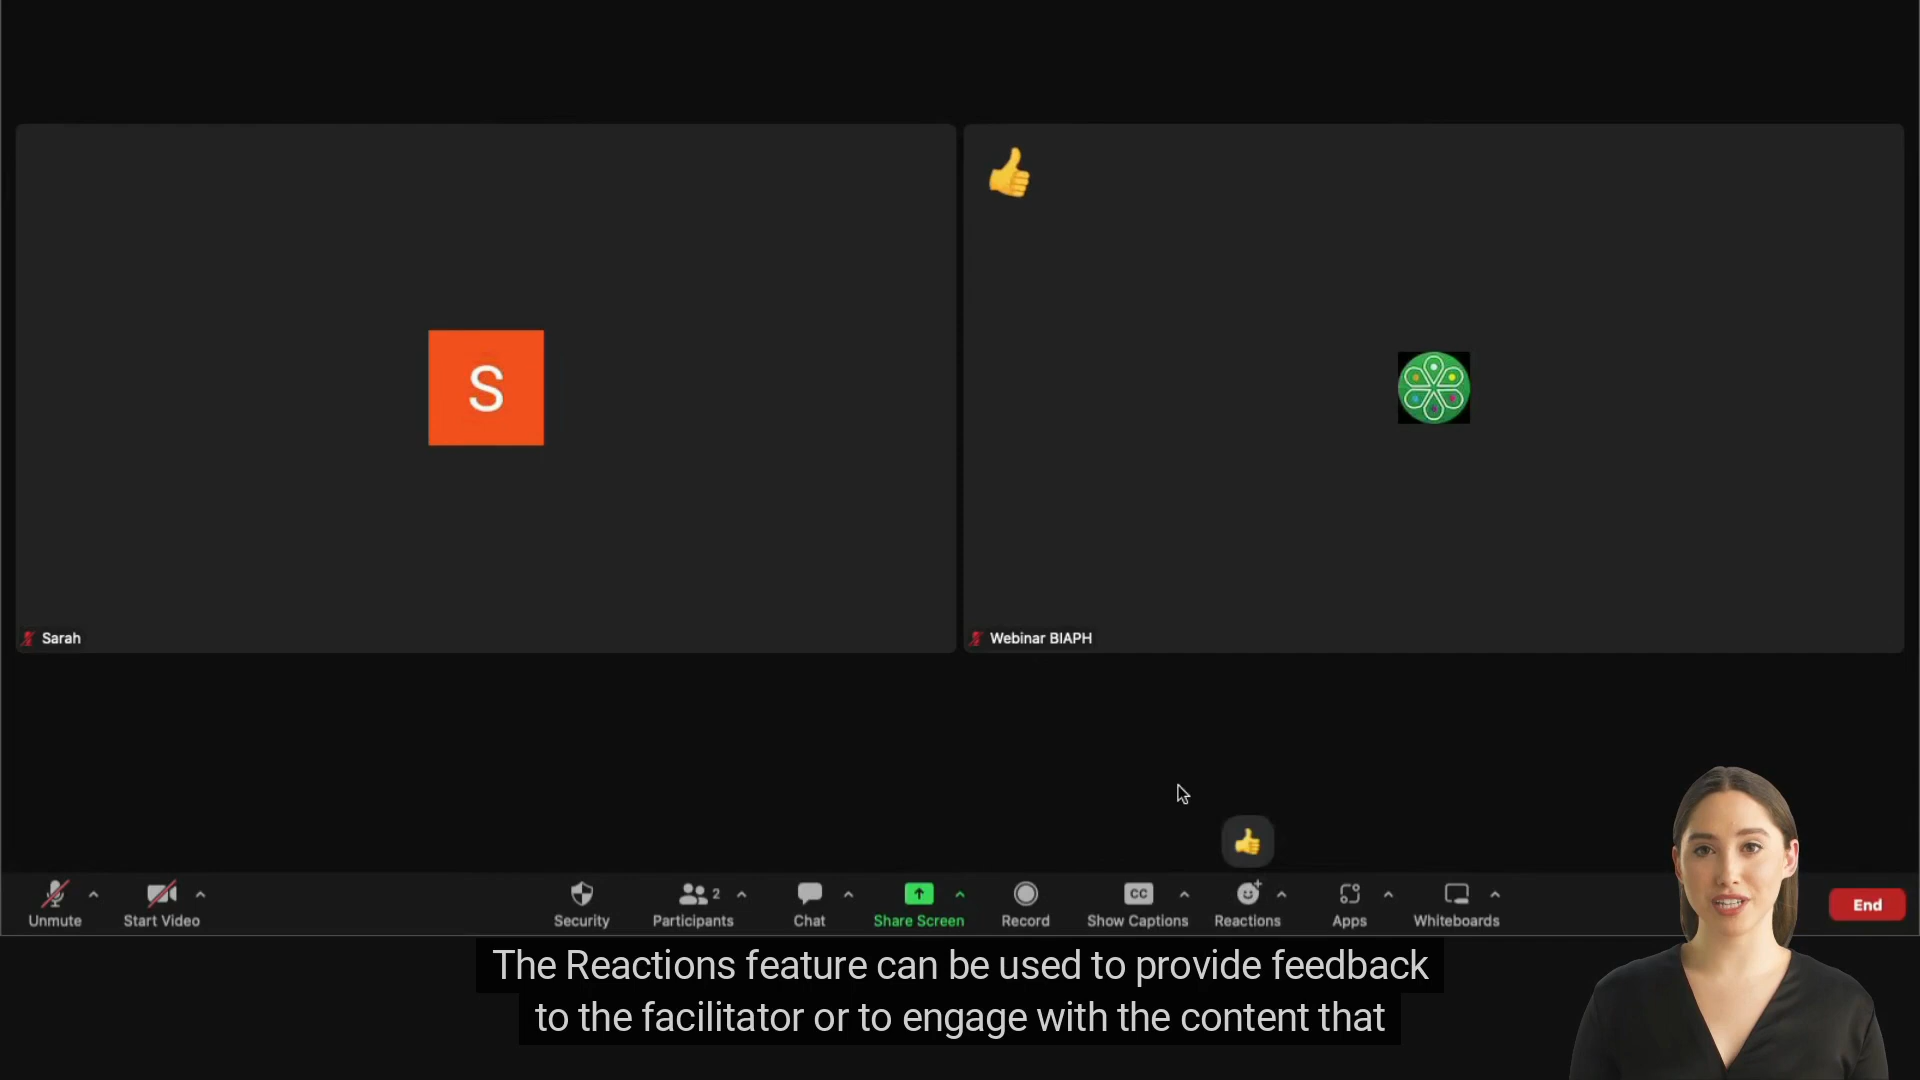 S
Sarah
Webinar BIAPH
Unmute
Start Video
Security
2
Participants
Chat
Share Screen
Record
CC
Show Captions
Reactions
Apps
Whiteboards
End
The Reactions feature can be used to provide feedback
to the facilitator or to engage with the content that